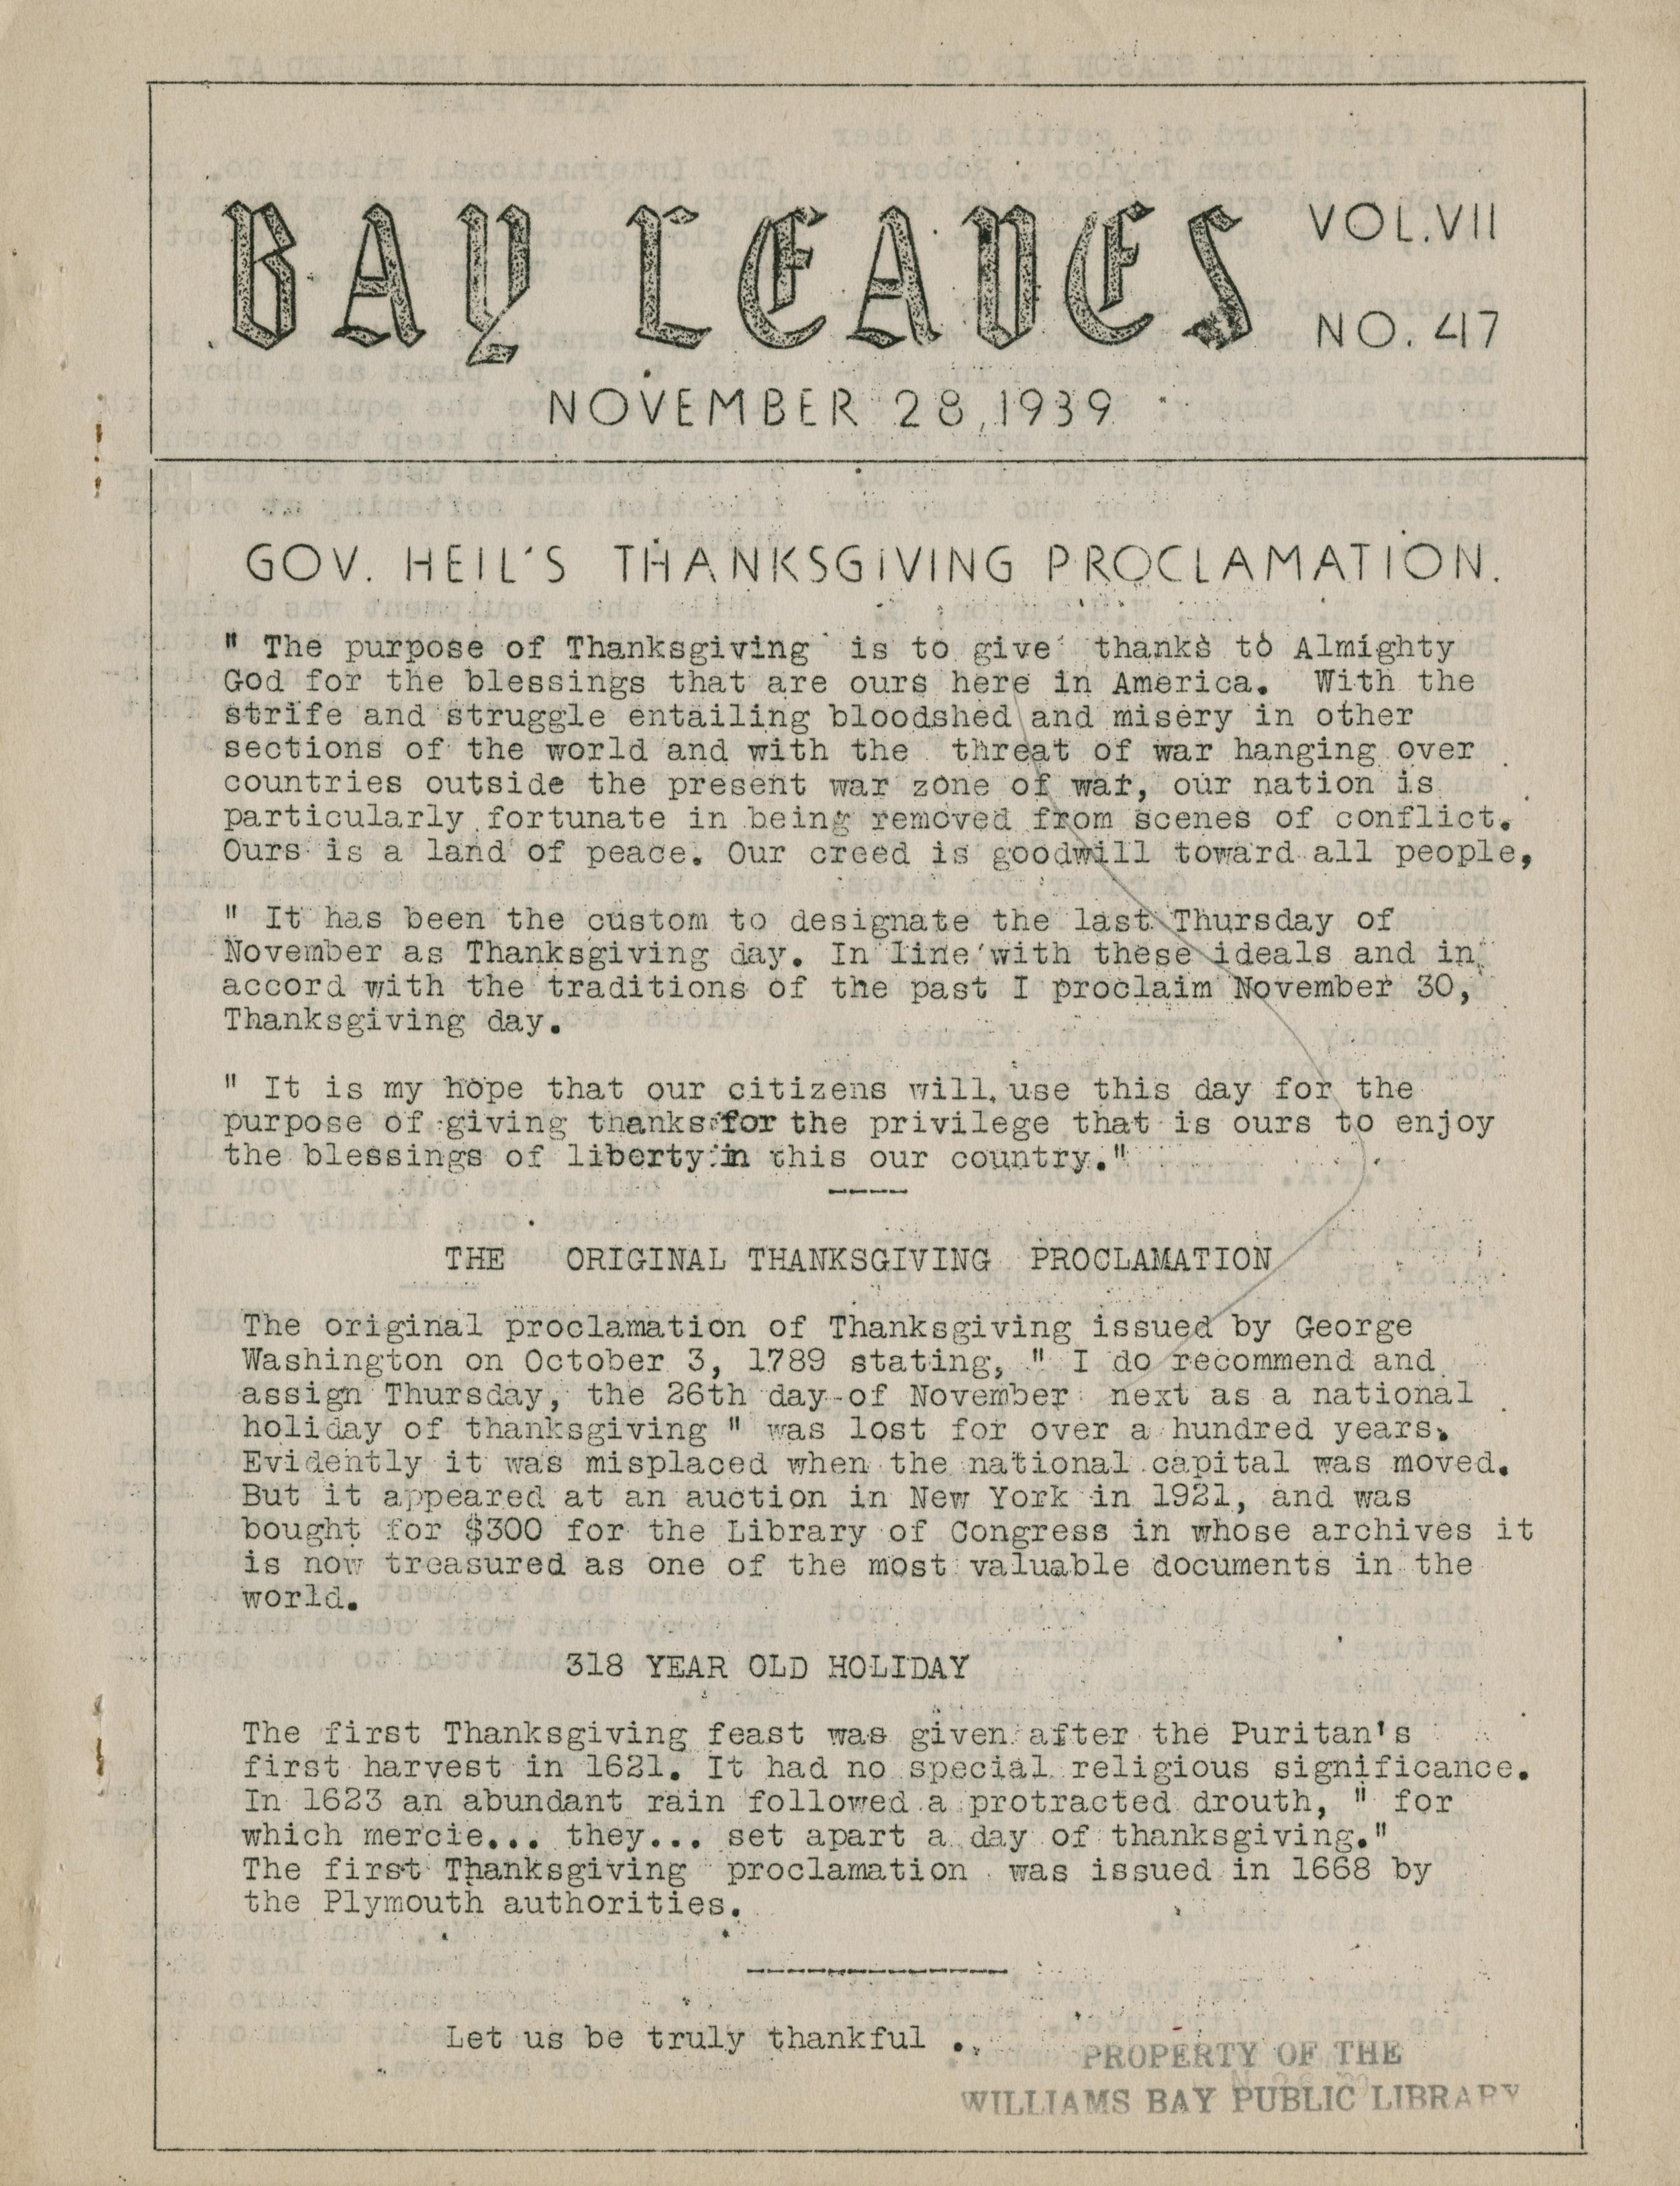 BAY LEAVES
VOL.VII
NO. 47
NOVEMBER 28,1939
GOV. HEIL'S THANKSGIVING PROCLAMATION.
" The purpose of Thanksgiving is to give thanks to Almighty
God for the blessings that are ours here in America. With the
strife and struggle entailing bloodshed and misery in other
sections of the world and with the threat of war hanging over
countries outside the present war zone of war, our nation is
particularly fortunate in being removed from scenes of conflict.
Ours is a land of peace. Our creed is goodwill toward all people,
" It has been the custom to designate the last Thursday of
November as Thanksgiving day. In line with these ideals and in
accord with the traditions of the past I proclaim November 30,
Thanksgiving day.
" It is my hope that our citizens will use this day for the
purpose of giving thanks for the privilege that is ours to enjoy
the blessings of liberty in this our country."
THE ORIGINAL THANKSGIVING PROCLAMATION
The original proclamation of Thanksgiving issued by George
Washington on October 3, 1789 stating, " I do recommend and
assign Thursday, the 26th day of November next as a national
holiday of thanksgiving " was lost for over a hundred years.
Evidently it was misplaced when the national capital was moved.
But it appeared at an auction in New York in 1921, and was
bought for $300 for the Library of Congress in whose archives it
is now treasured as one of the most valuable documents in the
world.
318 YEAR OLD HOLIDAY
The first Thanksgiving feast was given after the Puritan's
first harvest in 1621. It had no special religious significance.
In 1623 an abundant rain followed a protracted drouth, " for
which mercie... they... set apart a day of thanksgiving."
The first Thanksgiving proclamation was issued in 1668 by
the Plymouth authorities.
Let us be truly thankful ..
PROPERTY OF THE
WILLIAMS BAY PUBLIC LIBRARY